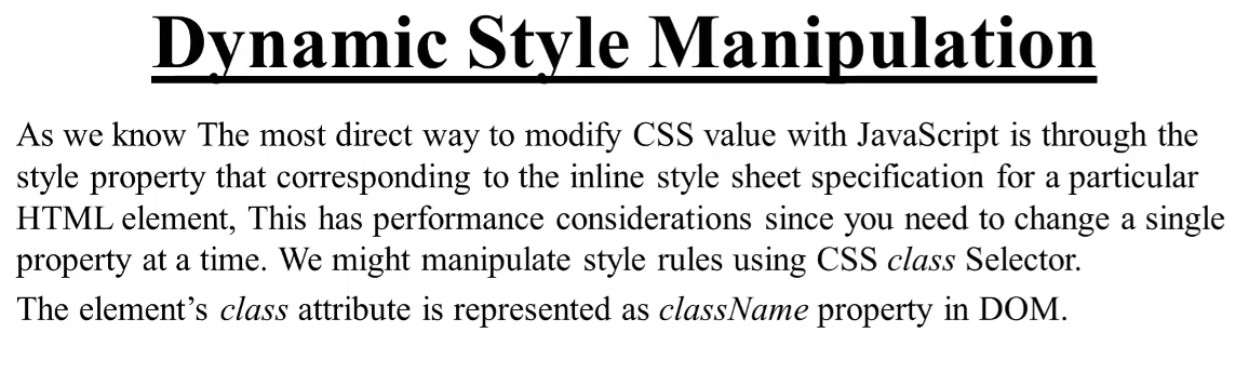 Dynamic Style Manipulation
As we know The most direct way to modify CSS value with JavaScript is through the
style property that corresponding to the inline style sheet specification for a particular
HTML element, This has performance considerations since you need to change a single
property at a time. We might manipulate style rules using CSS class Selector.
The element’s class attribute is represented as className property in DOM.